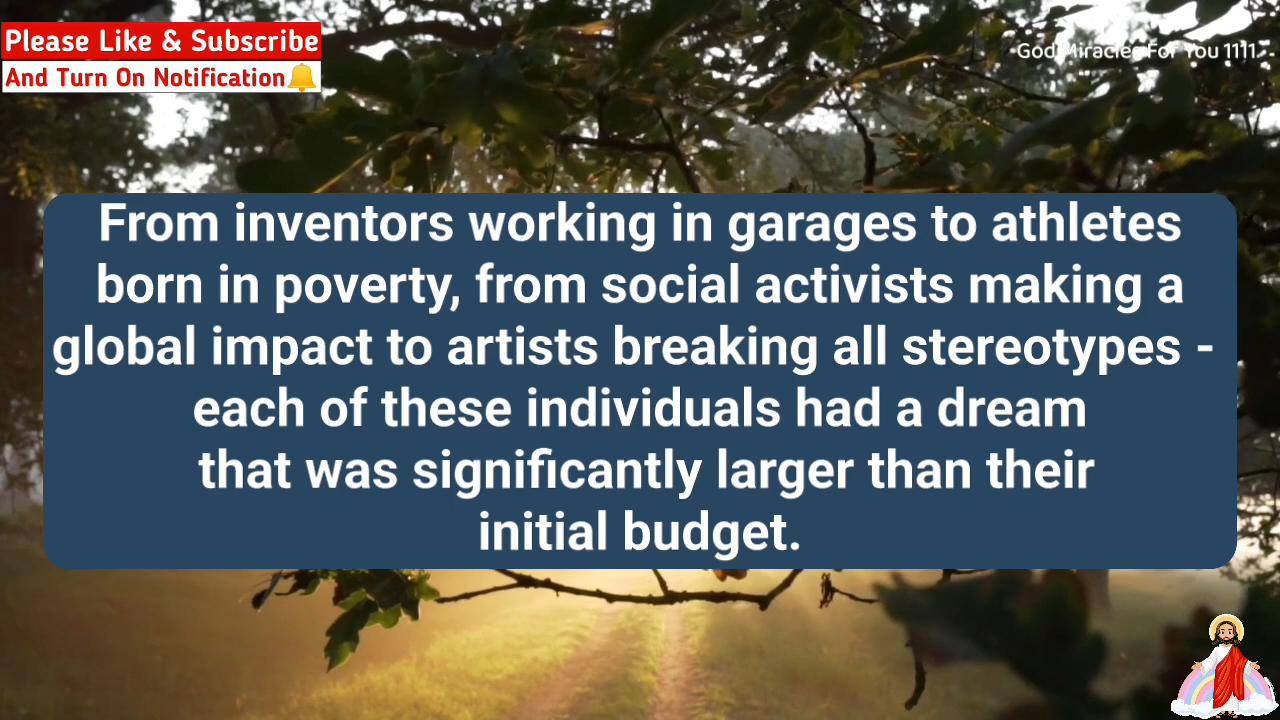 Please Like & Subscribe
And Turn On Notification🔔
God Miracles For You 1111
From inventors working in garages to athletes
born in poverty, from social activists making a
global impact to artists breaking all stereotypes -
each of these individuals had a dream
that was significantly larger than their
initial budget.